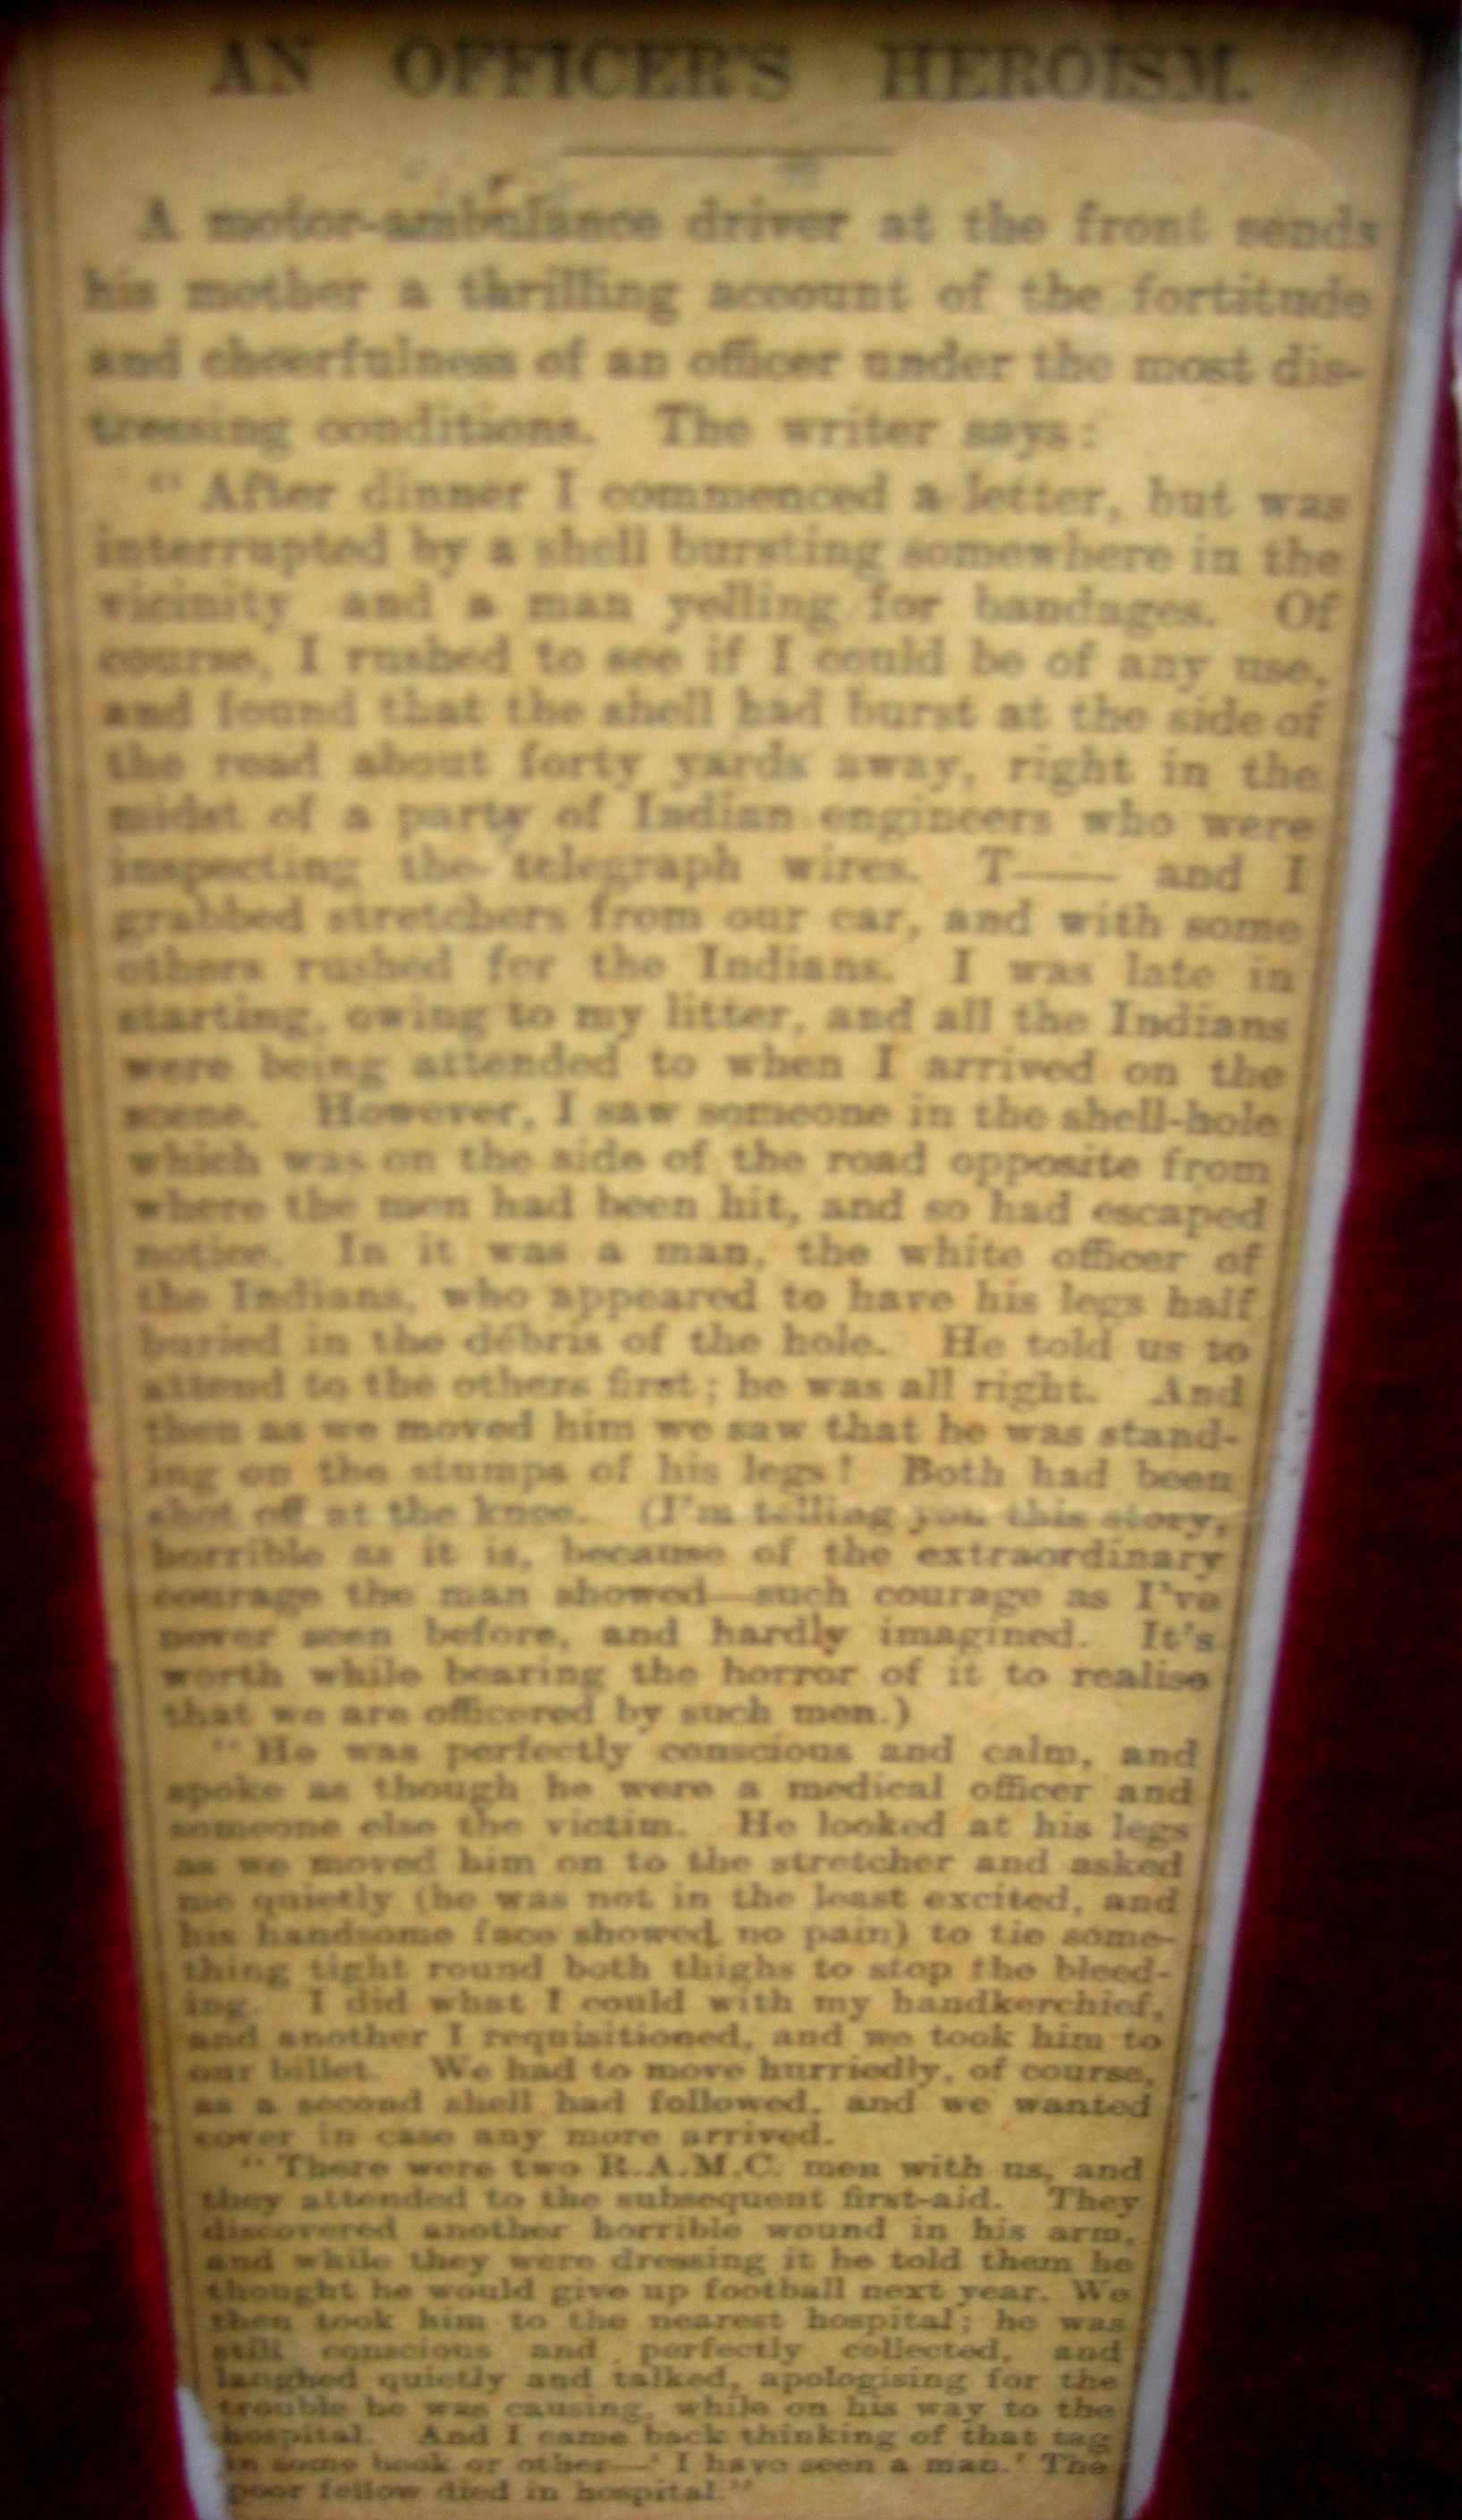 AN OFFICER'S HEROISM.
A motor-ambulance driver at the front sends
his mother a thrilling account of the fortitude
and cheerfulness of an officer under the most dis-
tressing conditions. The writer says:
"After dinner I commenced a letter, but was
interrupted by a shell bursting somewhere in the
vicinity and a man yelling for bandages. Of
course, I rushed to see if I could be of any use,
and found that the shell had burst at the side of
the road about forty yards away, right in the
midst of a party of Indian engineers who were
inspecting the telegraph wires. T—— and I
grabbed stretchers from our car, and with some
others rushed for the Indians. I was late in
starting, owing to my litter, and all the Indians
were being attended to when I arrived on the
scene. However, I saw someone in the shell-hole
which was on the side of the road opposite from
where the men had been hit, and so had escaped
notice. In it was a man, the white officer of
the Indians, who appeared to have his legs half
buried in the débris of the hole. He told us to
attend to the others first; he was all right. And
then as we moved him we saw that he was stand-
ing on the stumps of his legs! Both had been
shot off at the knee. (I'm telling you this story,
horrible as it is, because of the extraordinary
courage the man showed—such courage as I've
never seen before, and hardly imagined. It's
worth while bearing the horror of it to realise
that we are officered by such men.)
"He was perfectly conscious and calm, and
spoke as though he were a medical officer and
someone else the victim. He looked at his legs
as we moved him on to the stretcher and asked
me quietly (he was not in the least excited, and
his handsome face showed no pain) to tie some-
thing tight round both thighs to stop the bleed-
ing. I did what I could with my handkerchief,
and another I requisitioned, and we took him to
our billet. We had to move hurriedly, of course,
as a second shell had followed, and we wanted
cover in case any more arrived.
"There were two R.A.M.C. men with us, and
they attended to the subsequent first-aid. They
discovered another horrible wound in his arm,
and while they were dressing it he told them he
thought he would give up football next year. We
then took him to the nearest hospital; he was
still conscious and perfectly collected, and
laughed quietly and talked, apologising for the
trouble he was causing, while on his way to the
hospital. And I came back thinking of that tag
in some book or other—'I have seen a man.' The
poor fellow died in hospital."